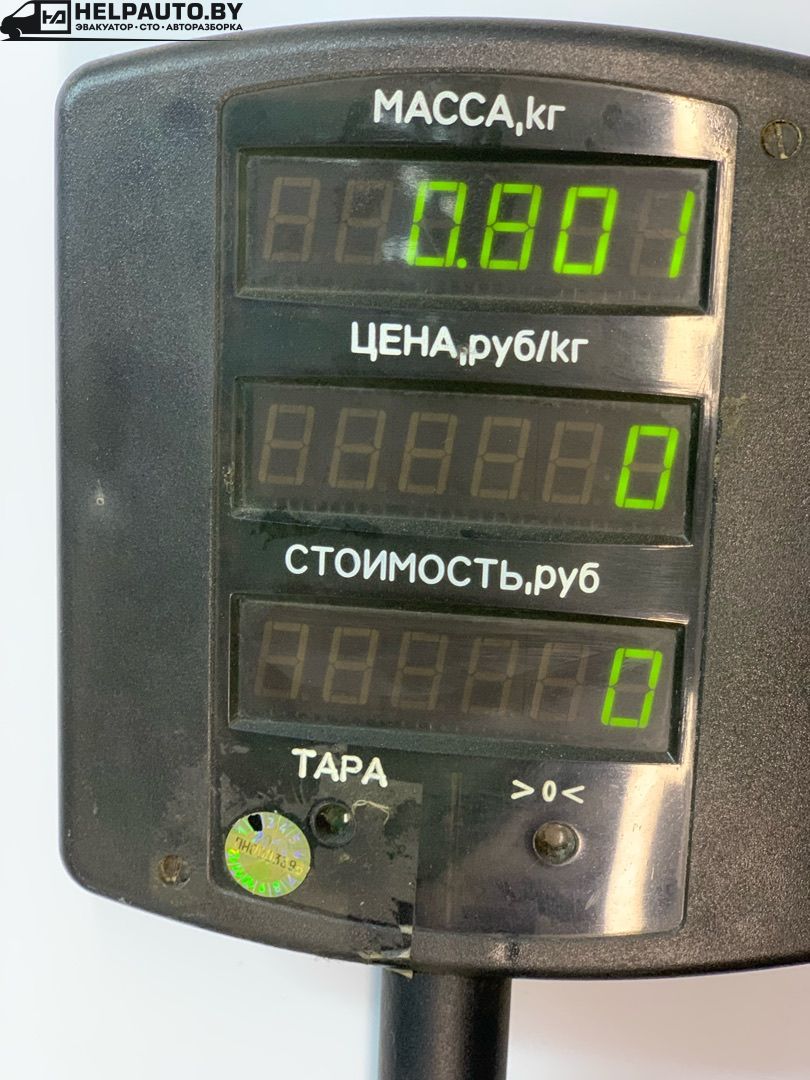 HELPAUTO.BY
ЭВАКУАТОР • СТО • АВТОРАЗБОРКА
МАССА,кг
0.801
ЦЕНА,руб/кг
0
СТОИМОСТЬ,руб
0
ТАРА
>0<